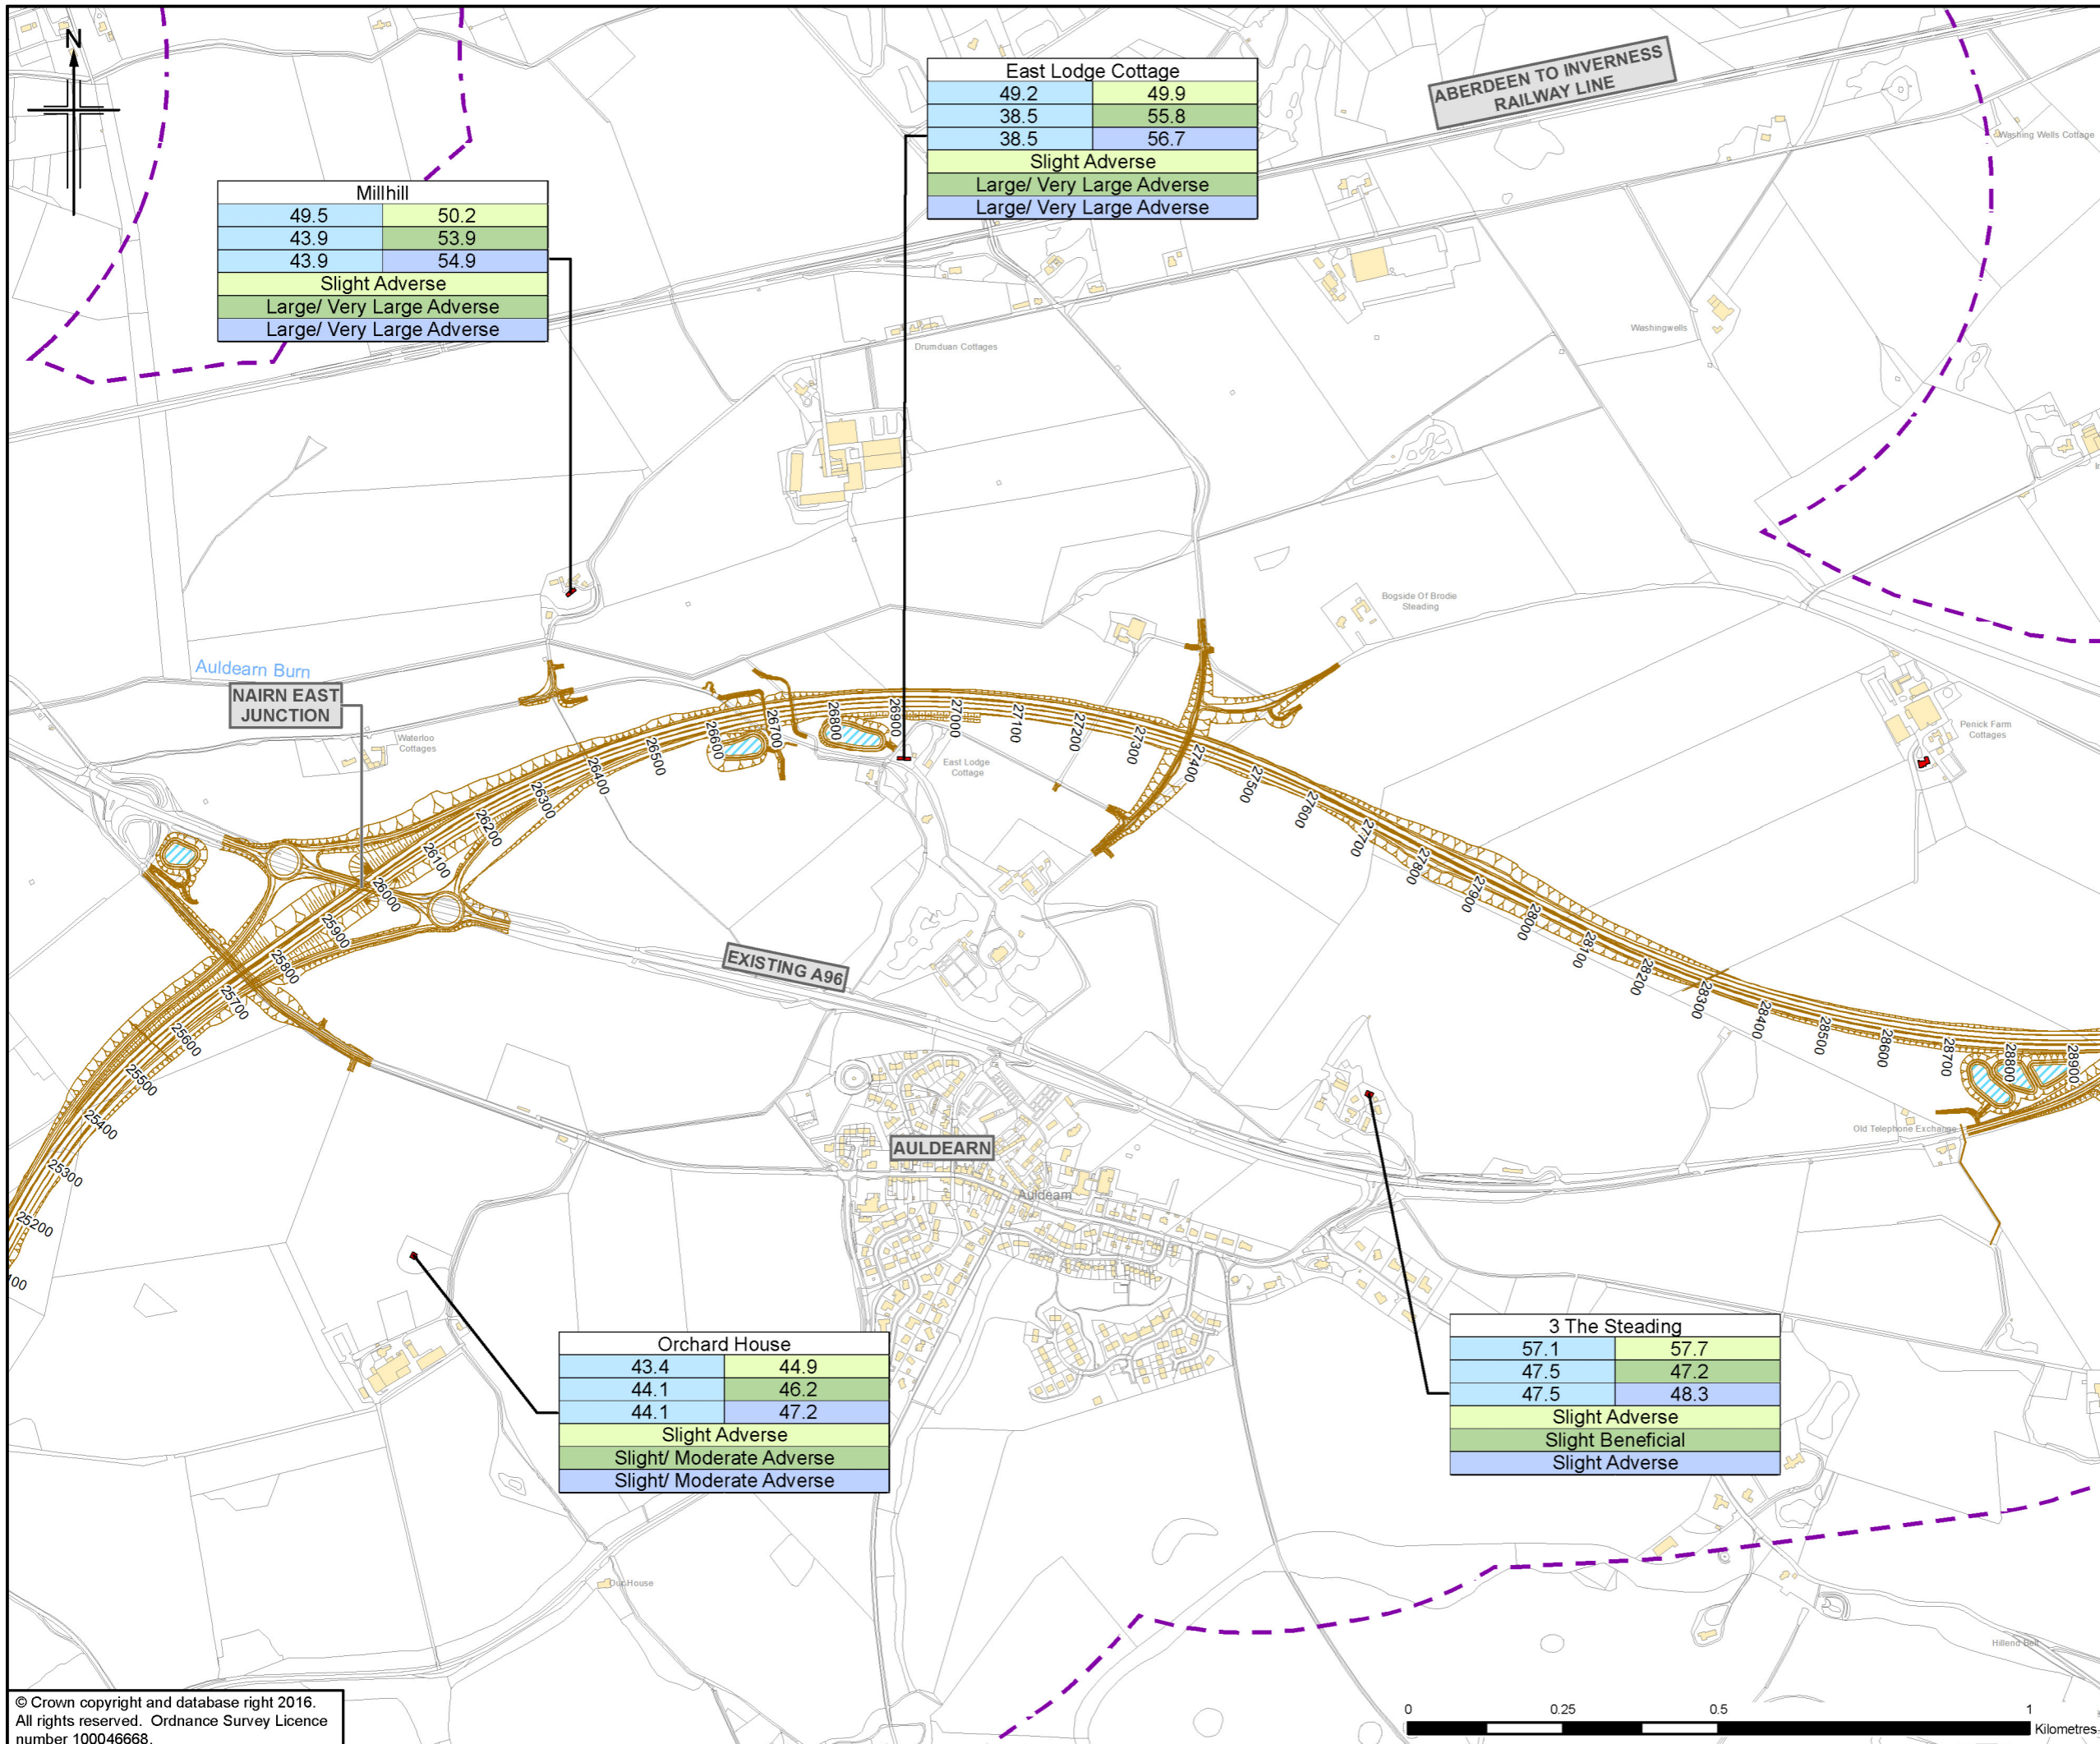 N
East Lodge Cottage
49.2 49.9
38.5 55.8
38.5 56.7
Slight Adverse
Large/ Very Large Adverse
Large/ Very Large Adverse
ABERDEEN TO INVERNESS
RAILWAY LINE
Washing Wells Cottage
Millhill
49.5 50.2
43.9 53.9
43.9 54.9
Slight Adverse
Large/ Very Large Adverse
Large/ Very Large Adverse
Drumduan Cottages
Washingwells
Bogside Of Brodie
Steading
Auldearn Burn
NAIRN EAST
JUNCTION
Waterloo
Cottages
East Lodge
Cottage
Penick Farm
Cottages
25200
25300
25400
25500
25600
25700
25800
25900
26000
26100
26200
26300
26400
26500
26600
26700
26800
26900
27000
27100
27200
27300
27400
27500
27600
27700
27800
27900
28000
28100
28200
28300
28400
28500
28600
28700
28800
28900
EXISTING A96
AULDEARN
Auldearn
Old Telephone Exchange
Orchard House
43.4 44.9
44.1 46.2
44.1 47.2
Slight Adverse
Slight/ Moderate Adverse
Slight/ Moderate Adverse
3 The Steading
57.1 57.7
47.5 47.2
47.5 48.3
Slight Adverse
Slight Beneficial
Slight Adverse
Hillend Belt
© Crown copyright and database right 2016.
All rights reserved. Ordnance Survey Licence
number 100046668.
0 0.25 0.5 1
Kilometres